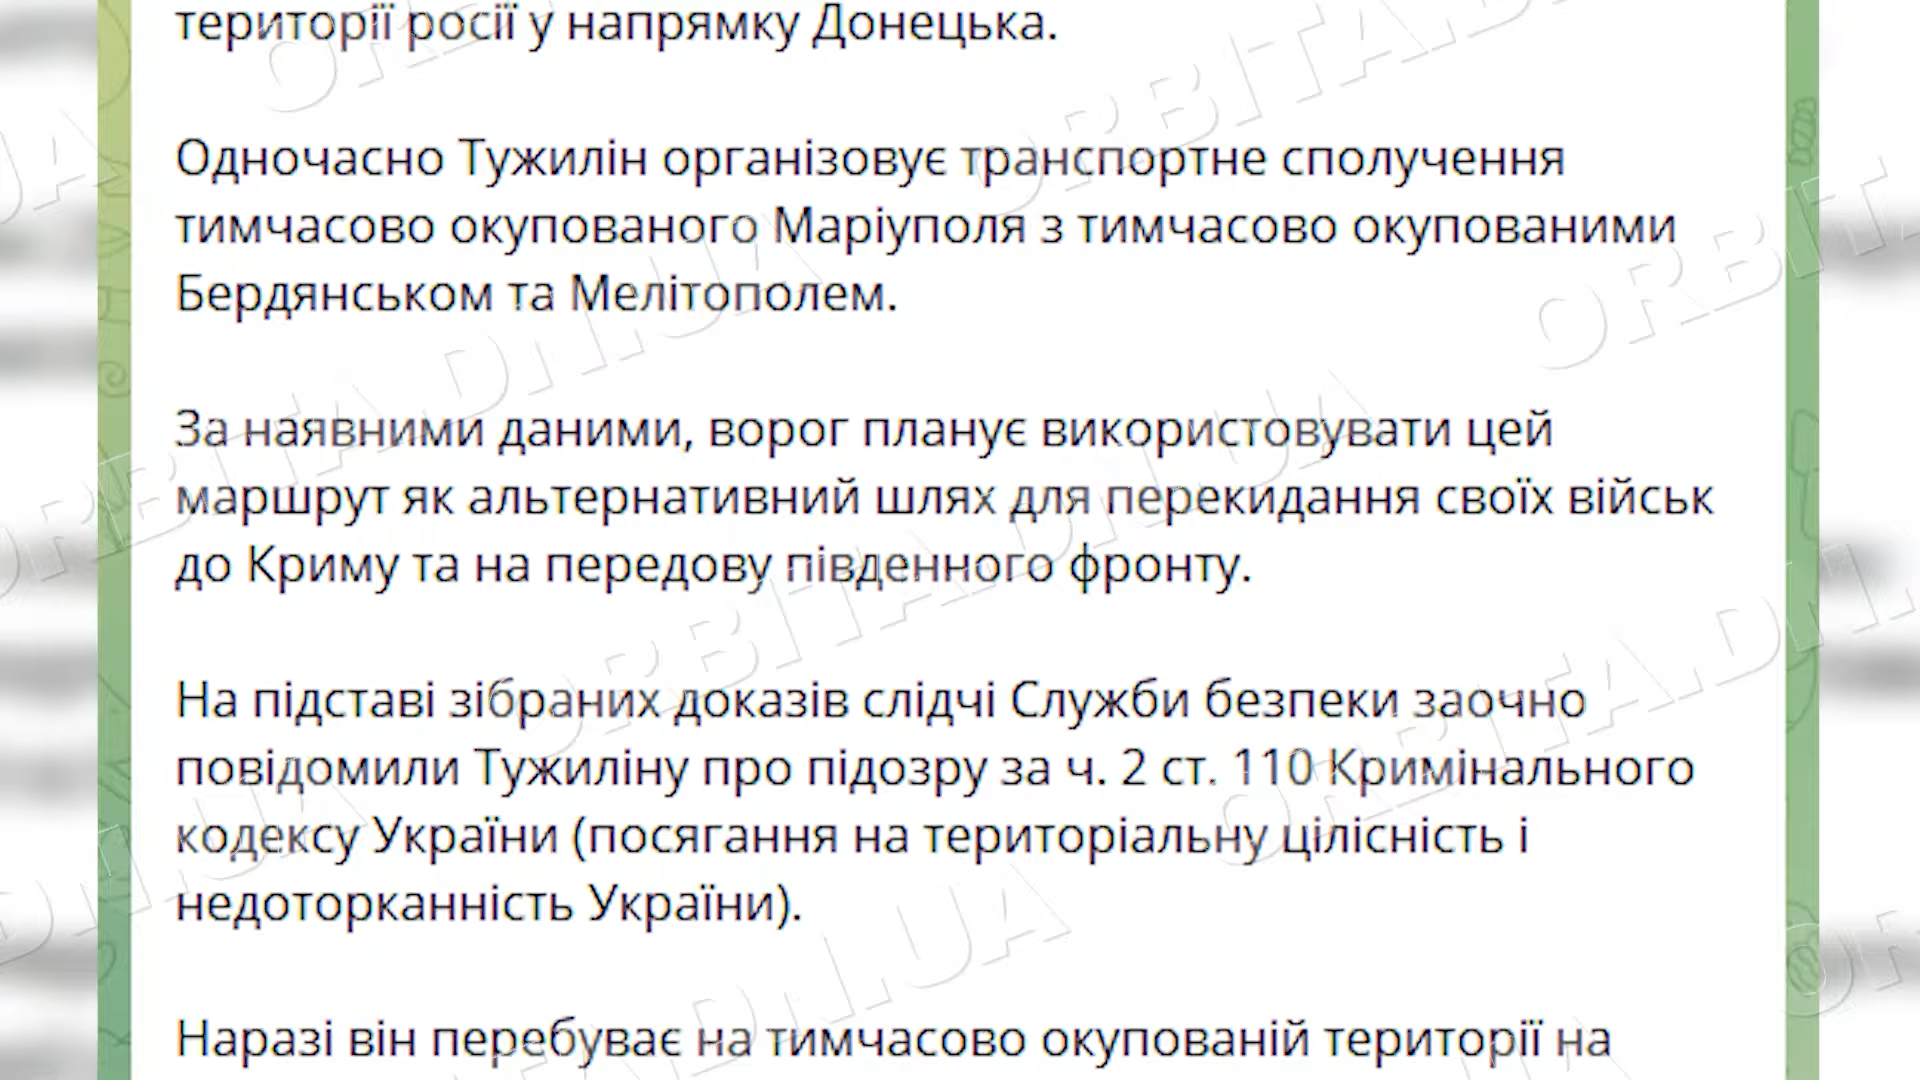 території росії у напрямку Донецька.
Одночасно Тужилін організовує транспортне сполучення
тимчасово окупованого Маріуполя з тимчасово окупованими
Бердянськом та Мелітополем.
За наявними даними, ворог планує використовувати цей
маршрут як альтернативний шлях для перекидання своїх військ
до Криму та на передову південного фронту.
На підставі зібраних доказів слідчі Служби безпеки заочно
повідомили Тужиліну про підозру за ч. 2 ст. 110 Кримінального
кодексу України (посягання на територіальну цілісність і
недоторканність України).
Наразі він перебуває на тимчасово окупованій території на
ORBITA.DN.UA